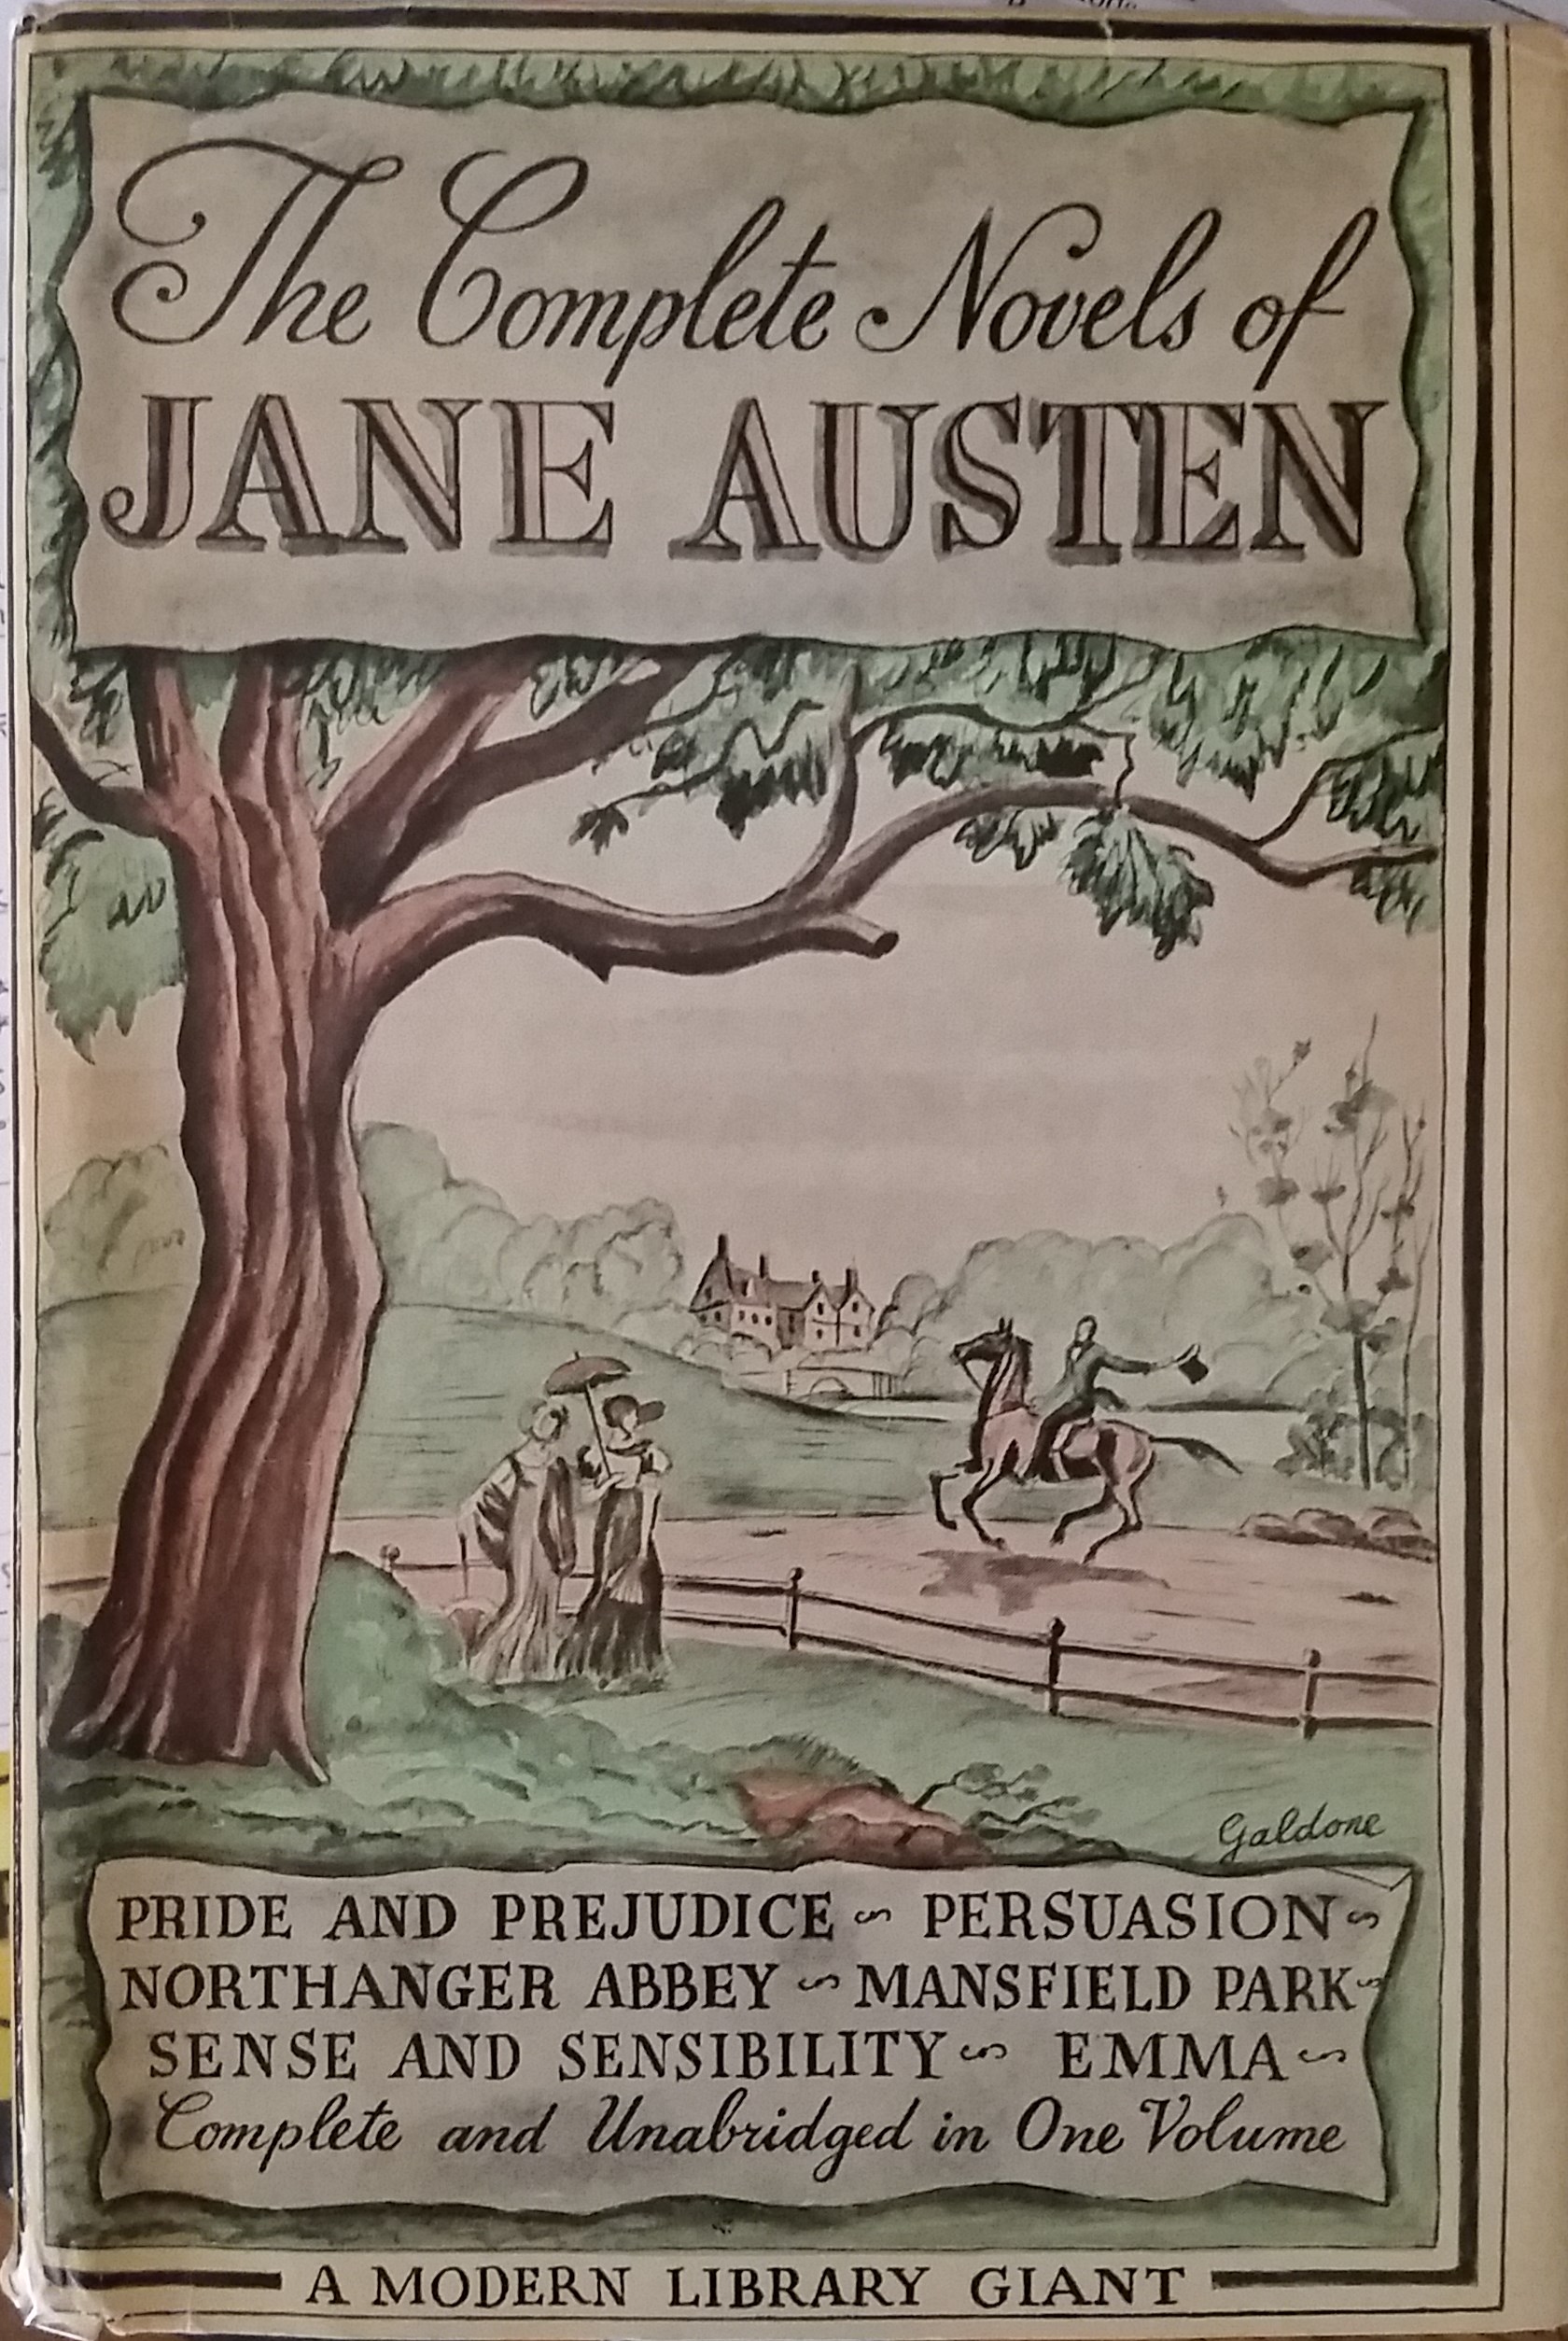 The Complete Novels of
JANE AUSTEN
Galdone
PRIDE AND PREJUDICE ~ PERSUASION ~
NORTHANGER ABBEY ~ MANSFIELD PARK ~
SENSE AND SENSIBILITY ~ EMMA ~
Complete and Unabridged in One Volume
A MODERN LIBRARY GIANT